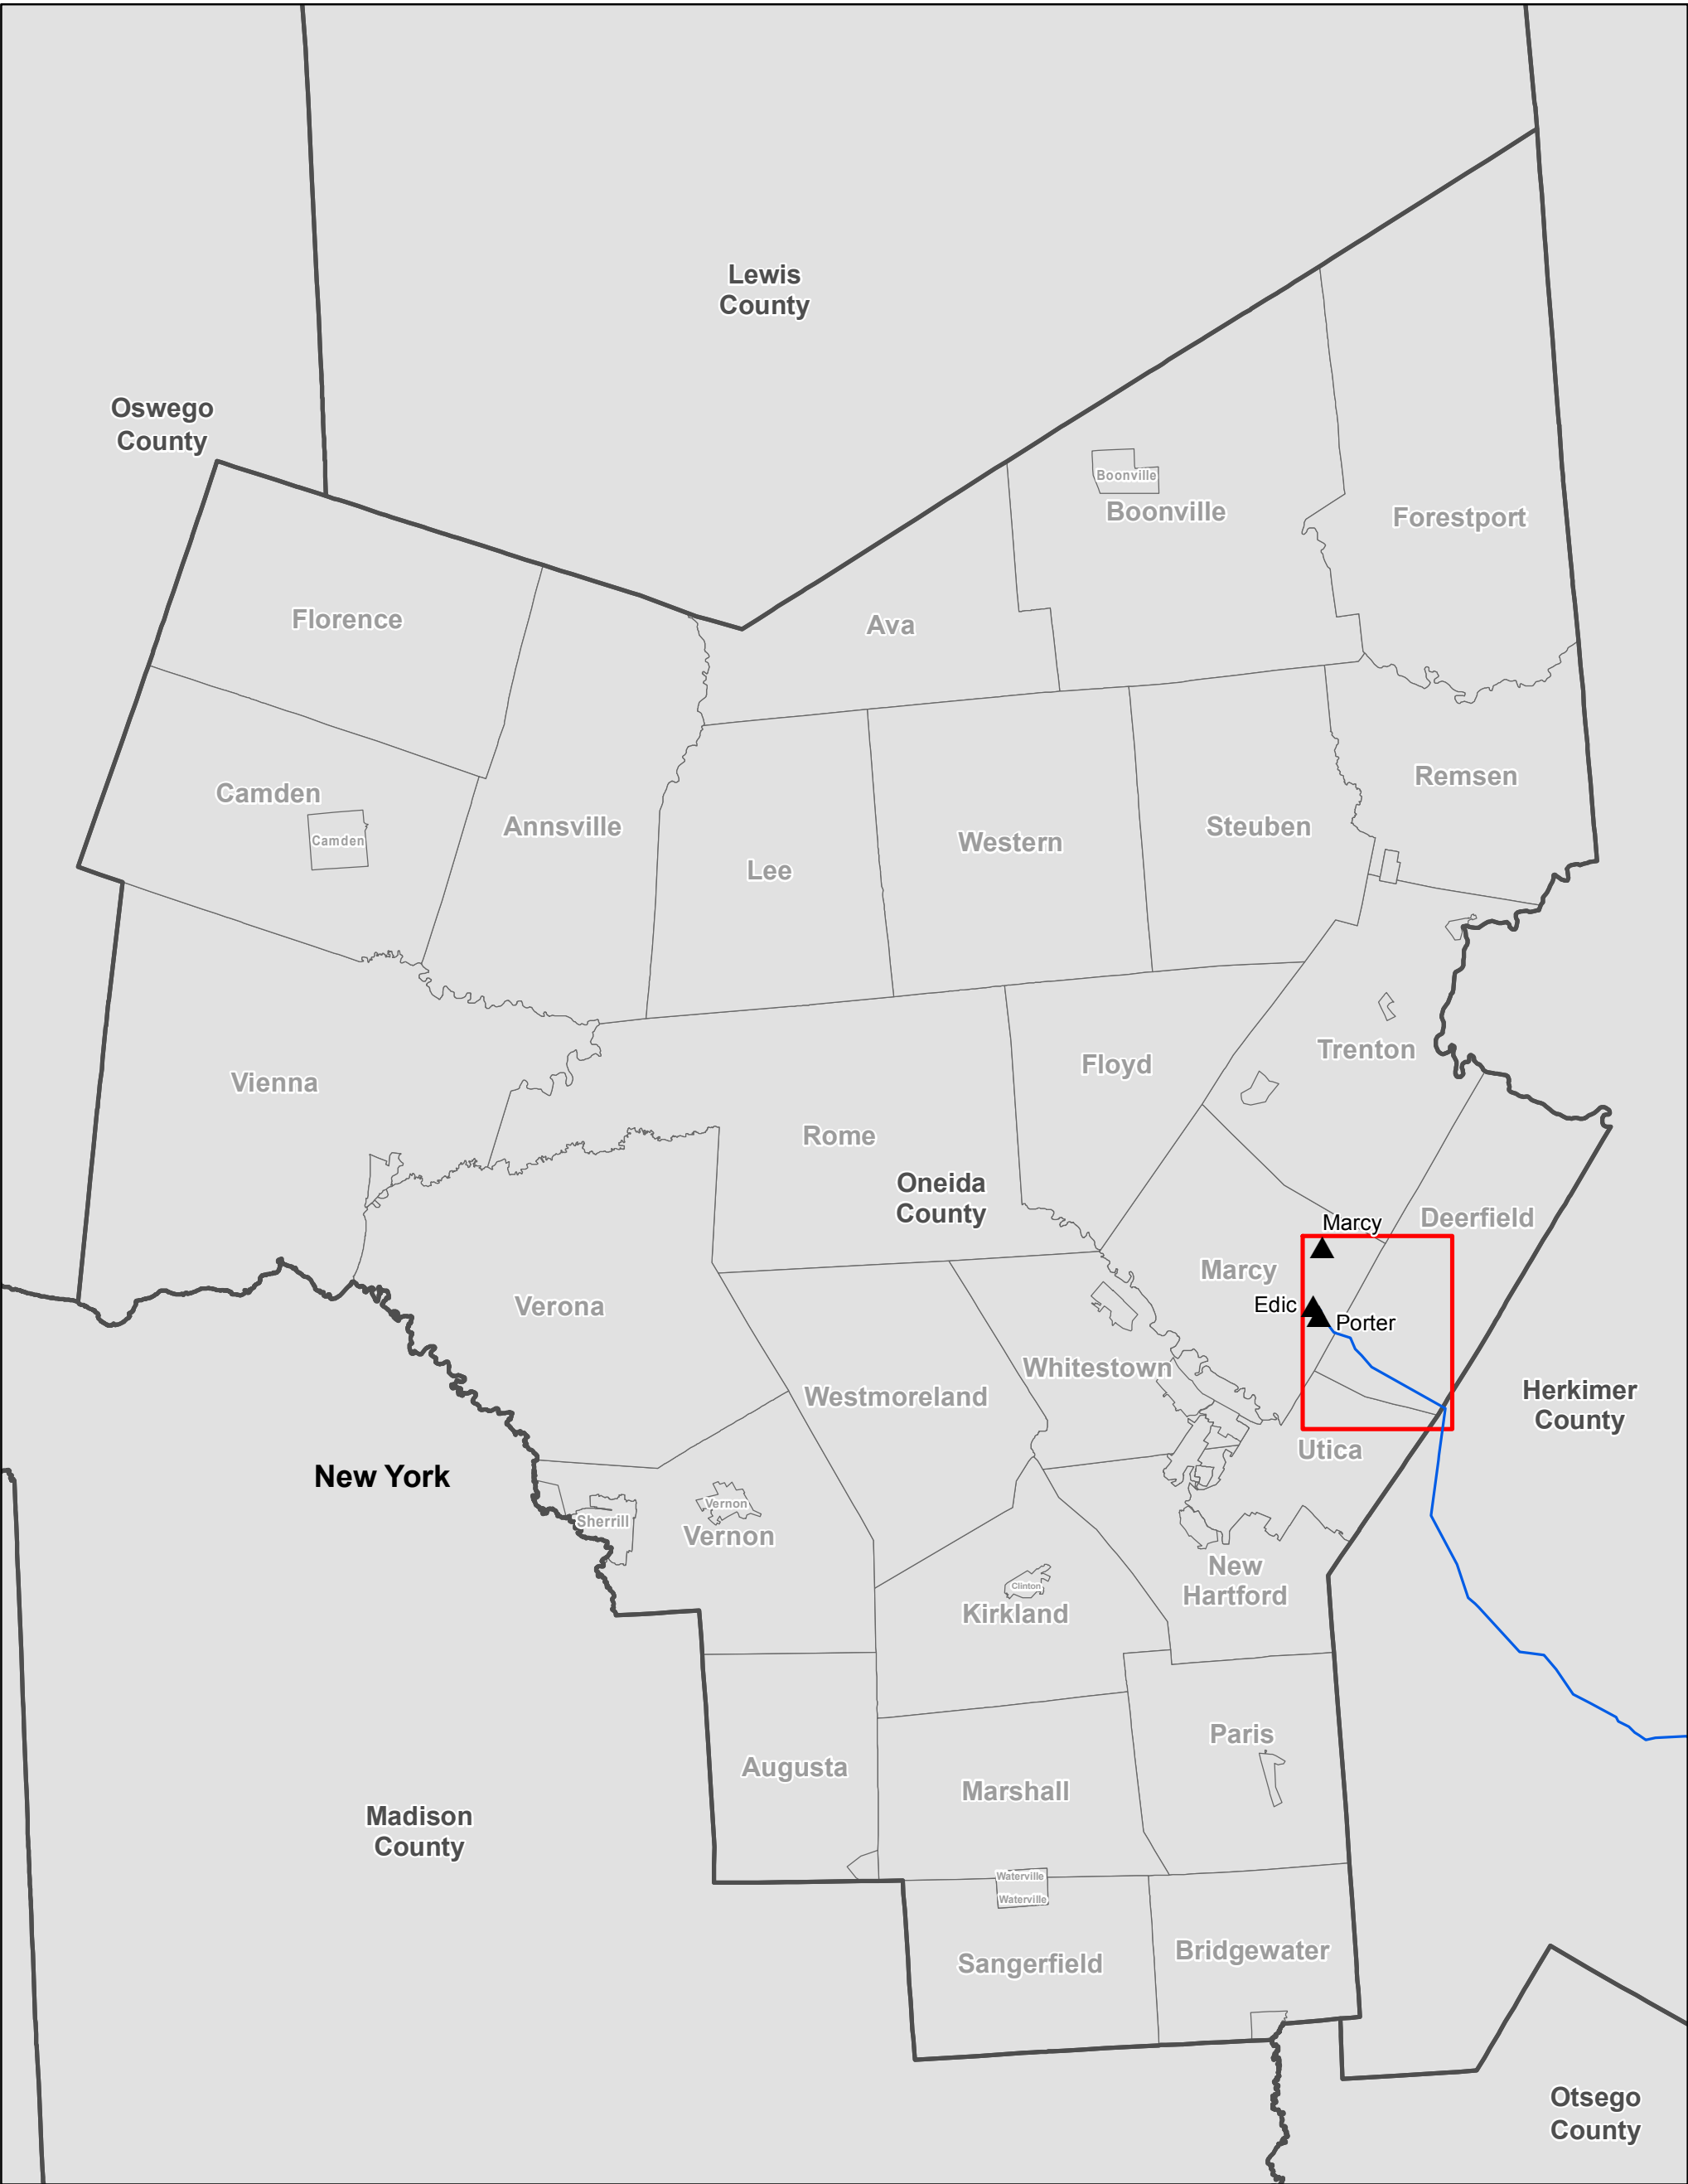 Lewis
County
Oswego
County
Boonville
Boonville
Forestport
Florence
Ava
Remsen
Camden
Camden
Annsville
Steuben
Western
Lee
Trenton
Floyd
Vienna
Rome
Oneida
County
Deerfield
Marcy
Marcy
Edic
Verona
Porter
Whitestown
Westmoreland
Herkimer
County
Utica
New York
Vernon
Sherrill
Vernon
New
Hartford
Clinton
Kirkland
Paris
Augusta
Marshall
Madison
County
Waterville
Waterville
Bridgewater
Sangerfield
Otsego
County